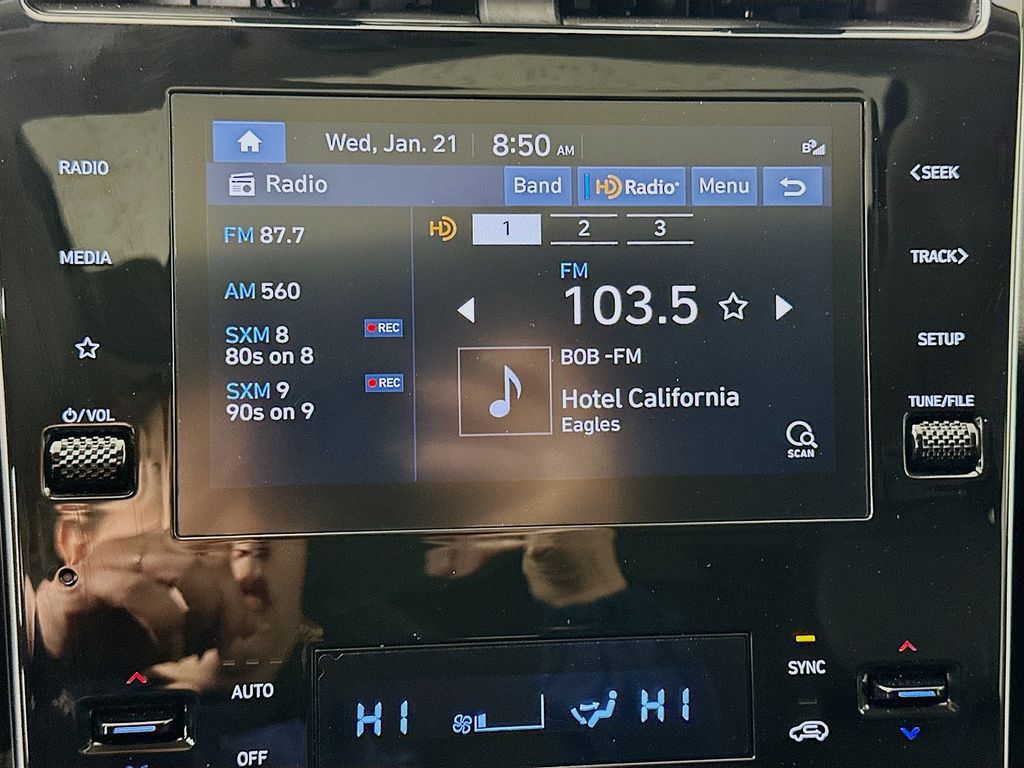 Wed, Jan. 21 8:50 AM
RADIO
Radio
Band
HD Radio
Menu
<SEEK
FM 87.7
HD 1 2 3
MEDIA
TRACK>
FM
AM 560
103.5
SXM 8
REC
80s on 8
SETUP
BOB -FM
SXM 9
REC
90s on 9
Hotel California
Eagles
SCAN
⏻/VOL
TUNE/FILE
SYNC
AUTO
HI
HI
OFF